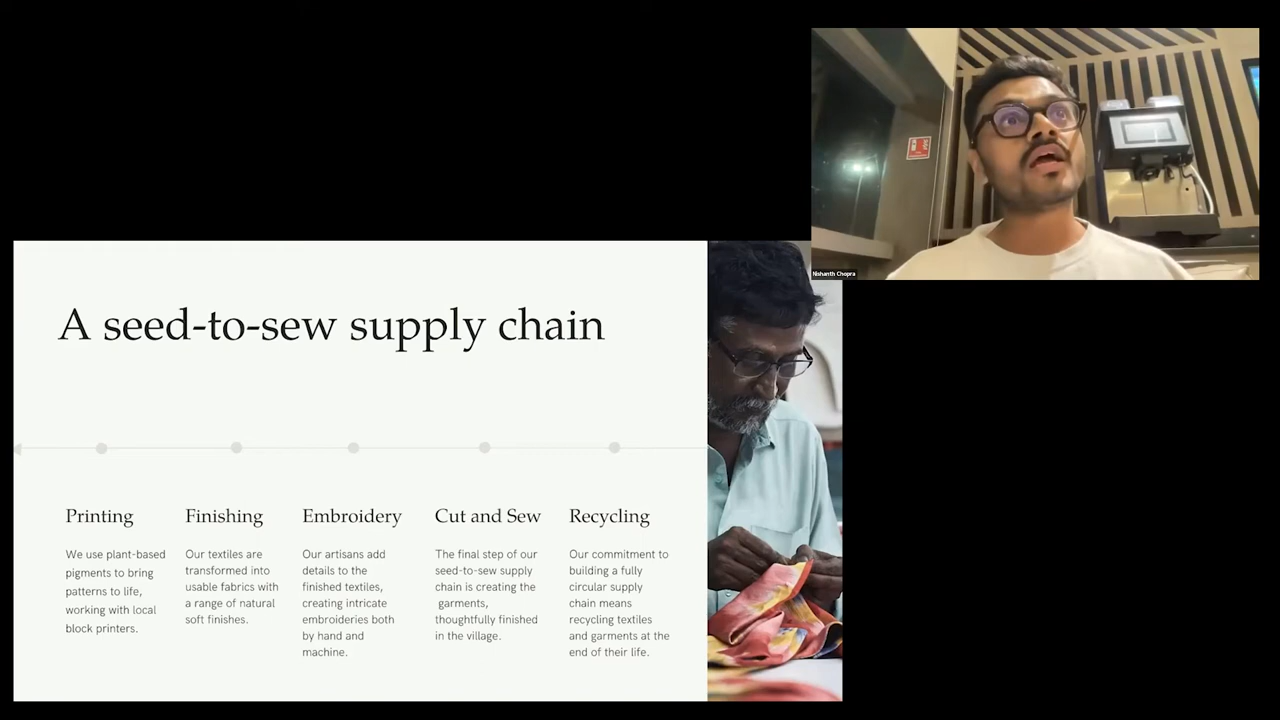 Nishanth Chopra
A seed-to-sew supply chain
Printing
We use plant-based
pigments to bring
patterns to life,
working with local
block printers.
Finishing
Our textiles are
transformed into
usable fabrics with
a range of natural
soft finishes.
Embroidery
Our artisans add
details to the
finished textiles,
creating intricate
embroideries both
by hand and
machine.
Cut and Sew
The final step of our
seed-to-sew supply
chain is creating the
garments,
thoughtfully finished
in the village.
Recycling
Our commitment to
building a fully
circular supply
chain means
recycling textiles
and garments at the
end of their life.